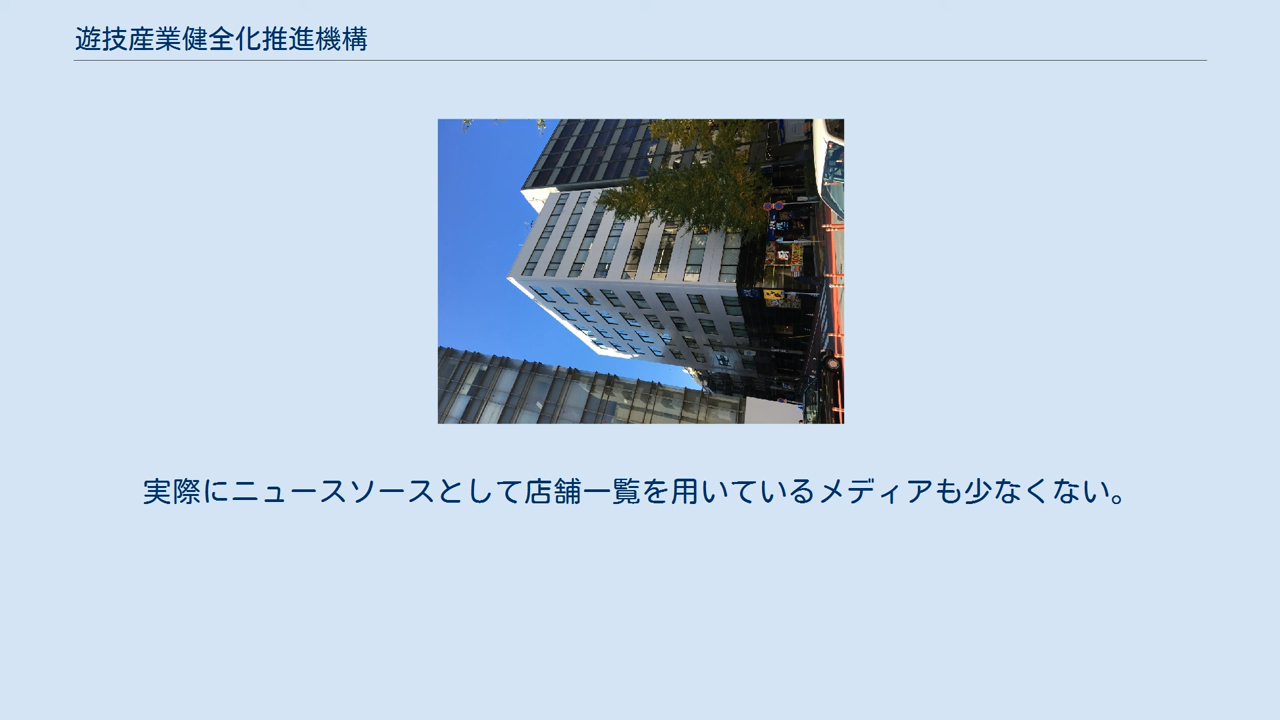 遊技産業健全化推進機構
実際にニュースソースとして店舗一覧を用いているメディアも少なくない。